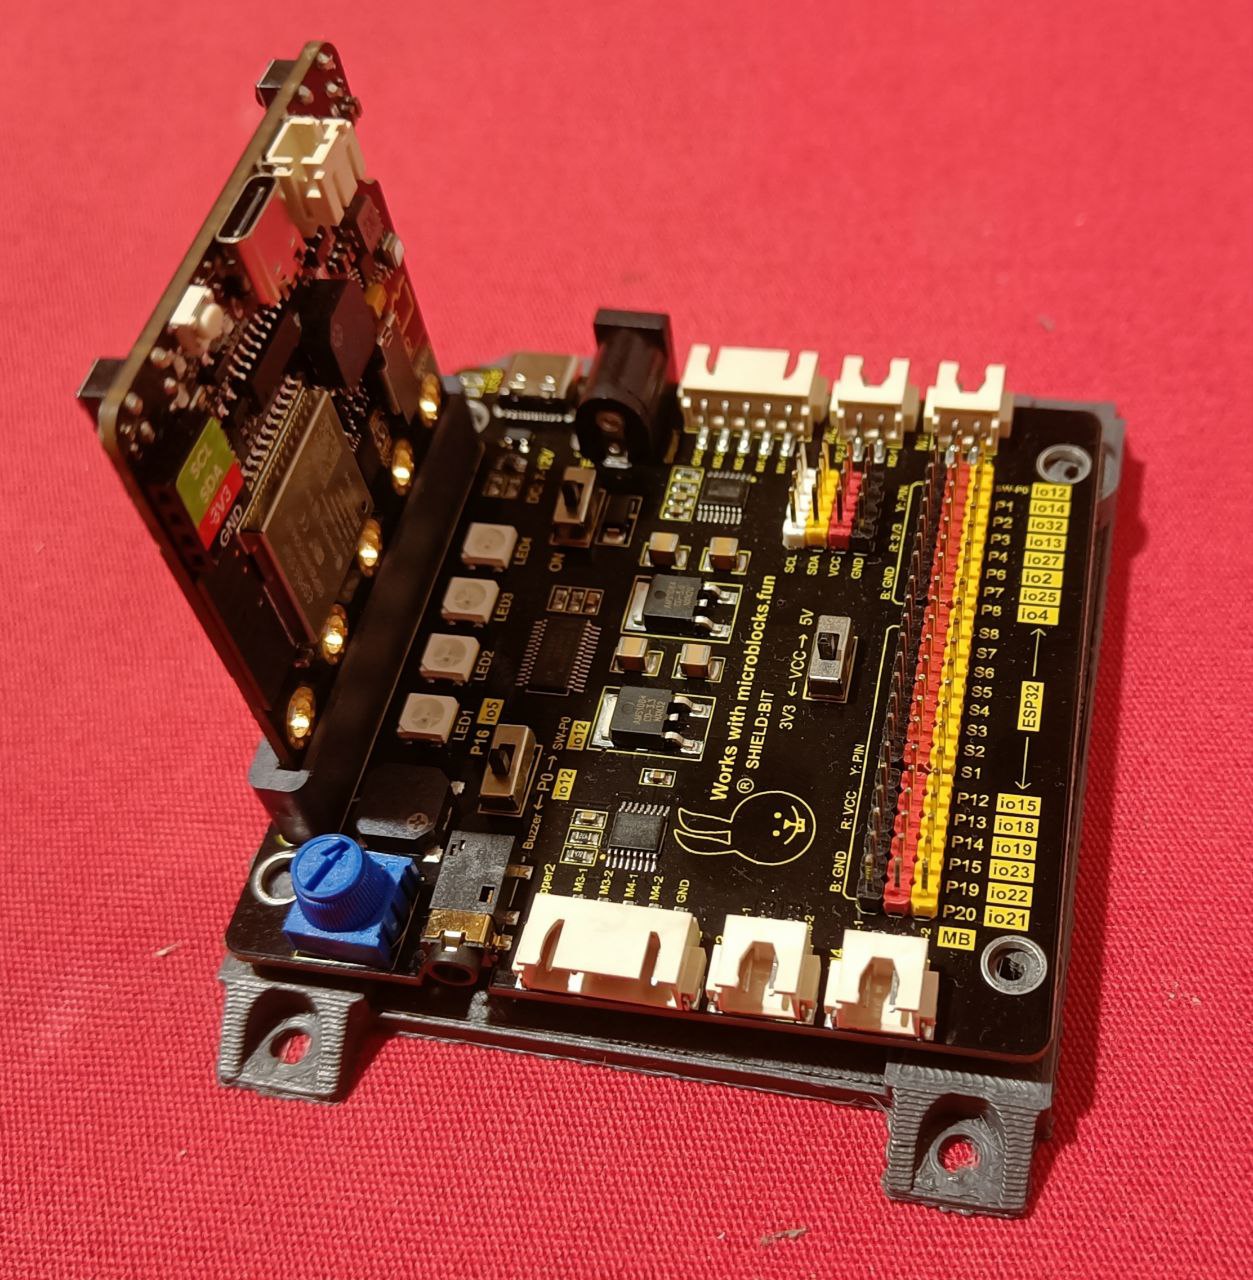 SCL
SDA
3V3
GND
USB
DC 7-12V
ON
LED4
LED3
LED2
LED1
P16
io5
SW-P0
io12
Buzzer ← P0 →
io12
SCL
SDA
VCC
GND
3V3 ← VCC → 5V
Works with microblocks.fun
® SHIELD:BIT
B: GND R: 3V3 Y: PIN
B: GND R: VCC Y: PIN
SW-P0 io12
P1 io14
P2 io32
P3 io13
P4 io27
P6 io2
P7 io25
P8 io4
S8
S7
S6
S5
S4
S3
S2
S1
← ESP32 →
P12 io15
P13 io18
P14 io19
P15 io23
P19 io22
P20 io21
MB
M3-1
M3-2
M4-1
M4-2
GND